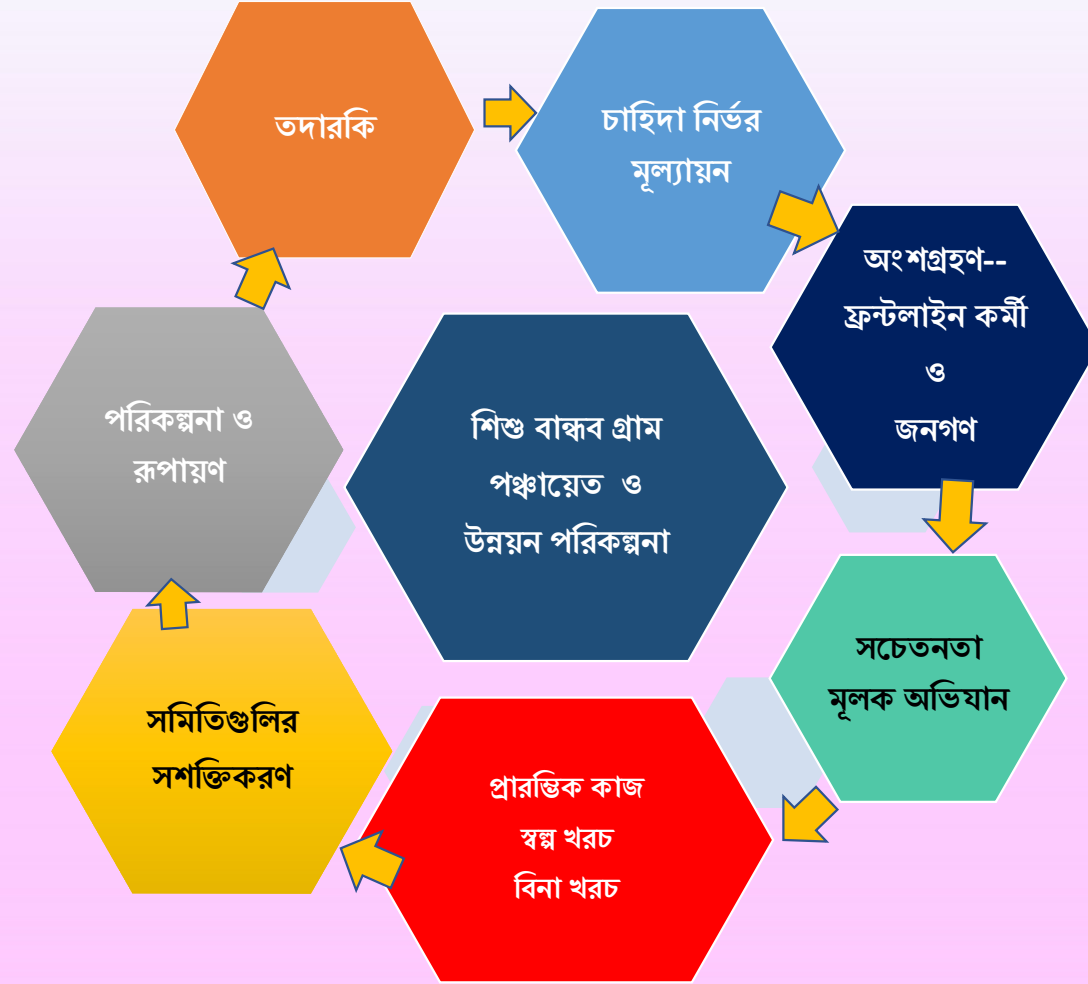 তদারকি
চাহিদা নির্ভর
মূল্যায়ন
অংশগ্রহণ--
ফ্রন্টলাইন কর্মী
ও
জনগণ
সচেতনতা
মূলক অভিযান
প্রারম্ভিক কাজ
স্বল্প খরচ
বিনা খরচ
সমিতিগুলির
সশক্তিকরণ
পরিকল্পনা ও
রূপায়ণ
শিশু বান্ধব গ্রাম
পঞ্চায়েত ও
উন্নয়ন পরিকল্পনা